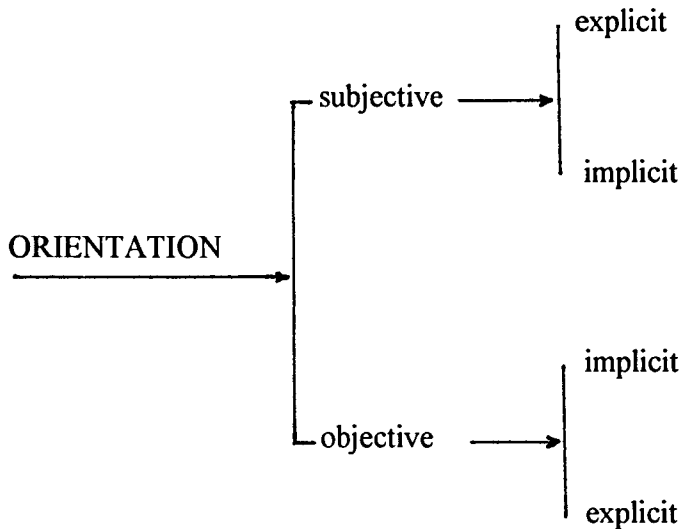 explicit
subjective
implicit
ORIENTATION
implicit
objective
explicit